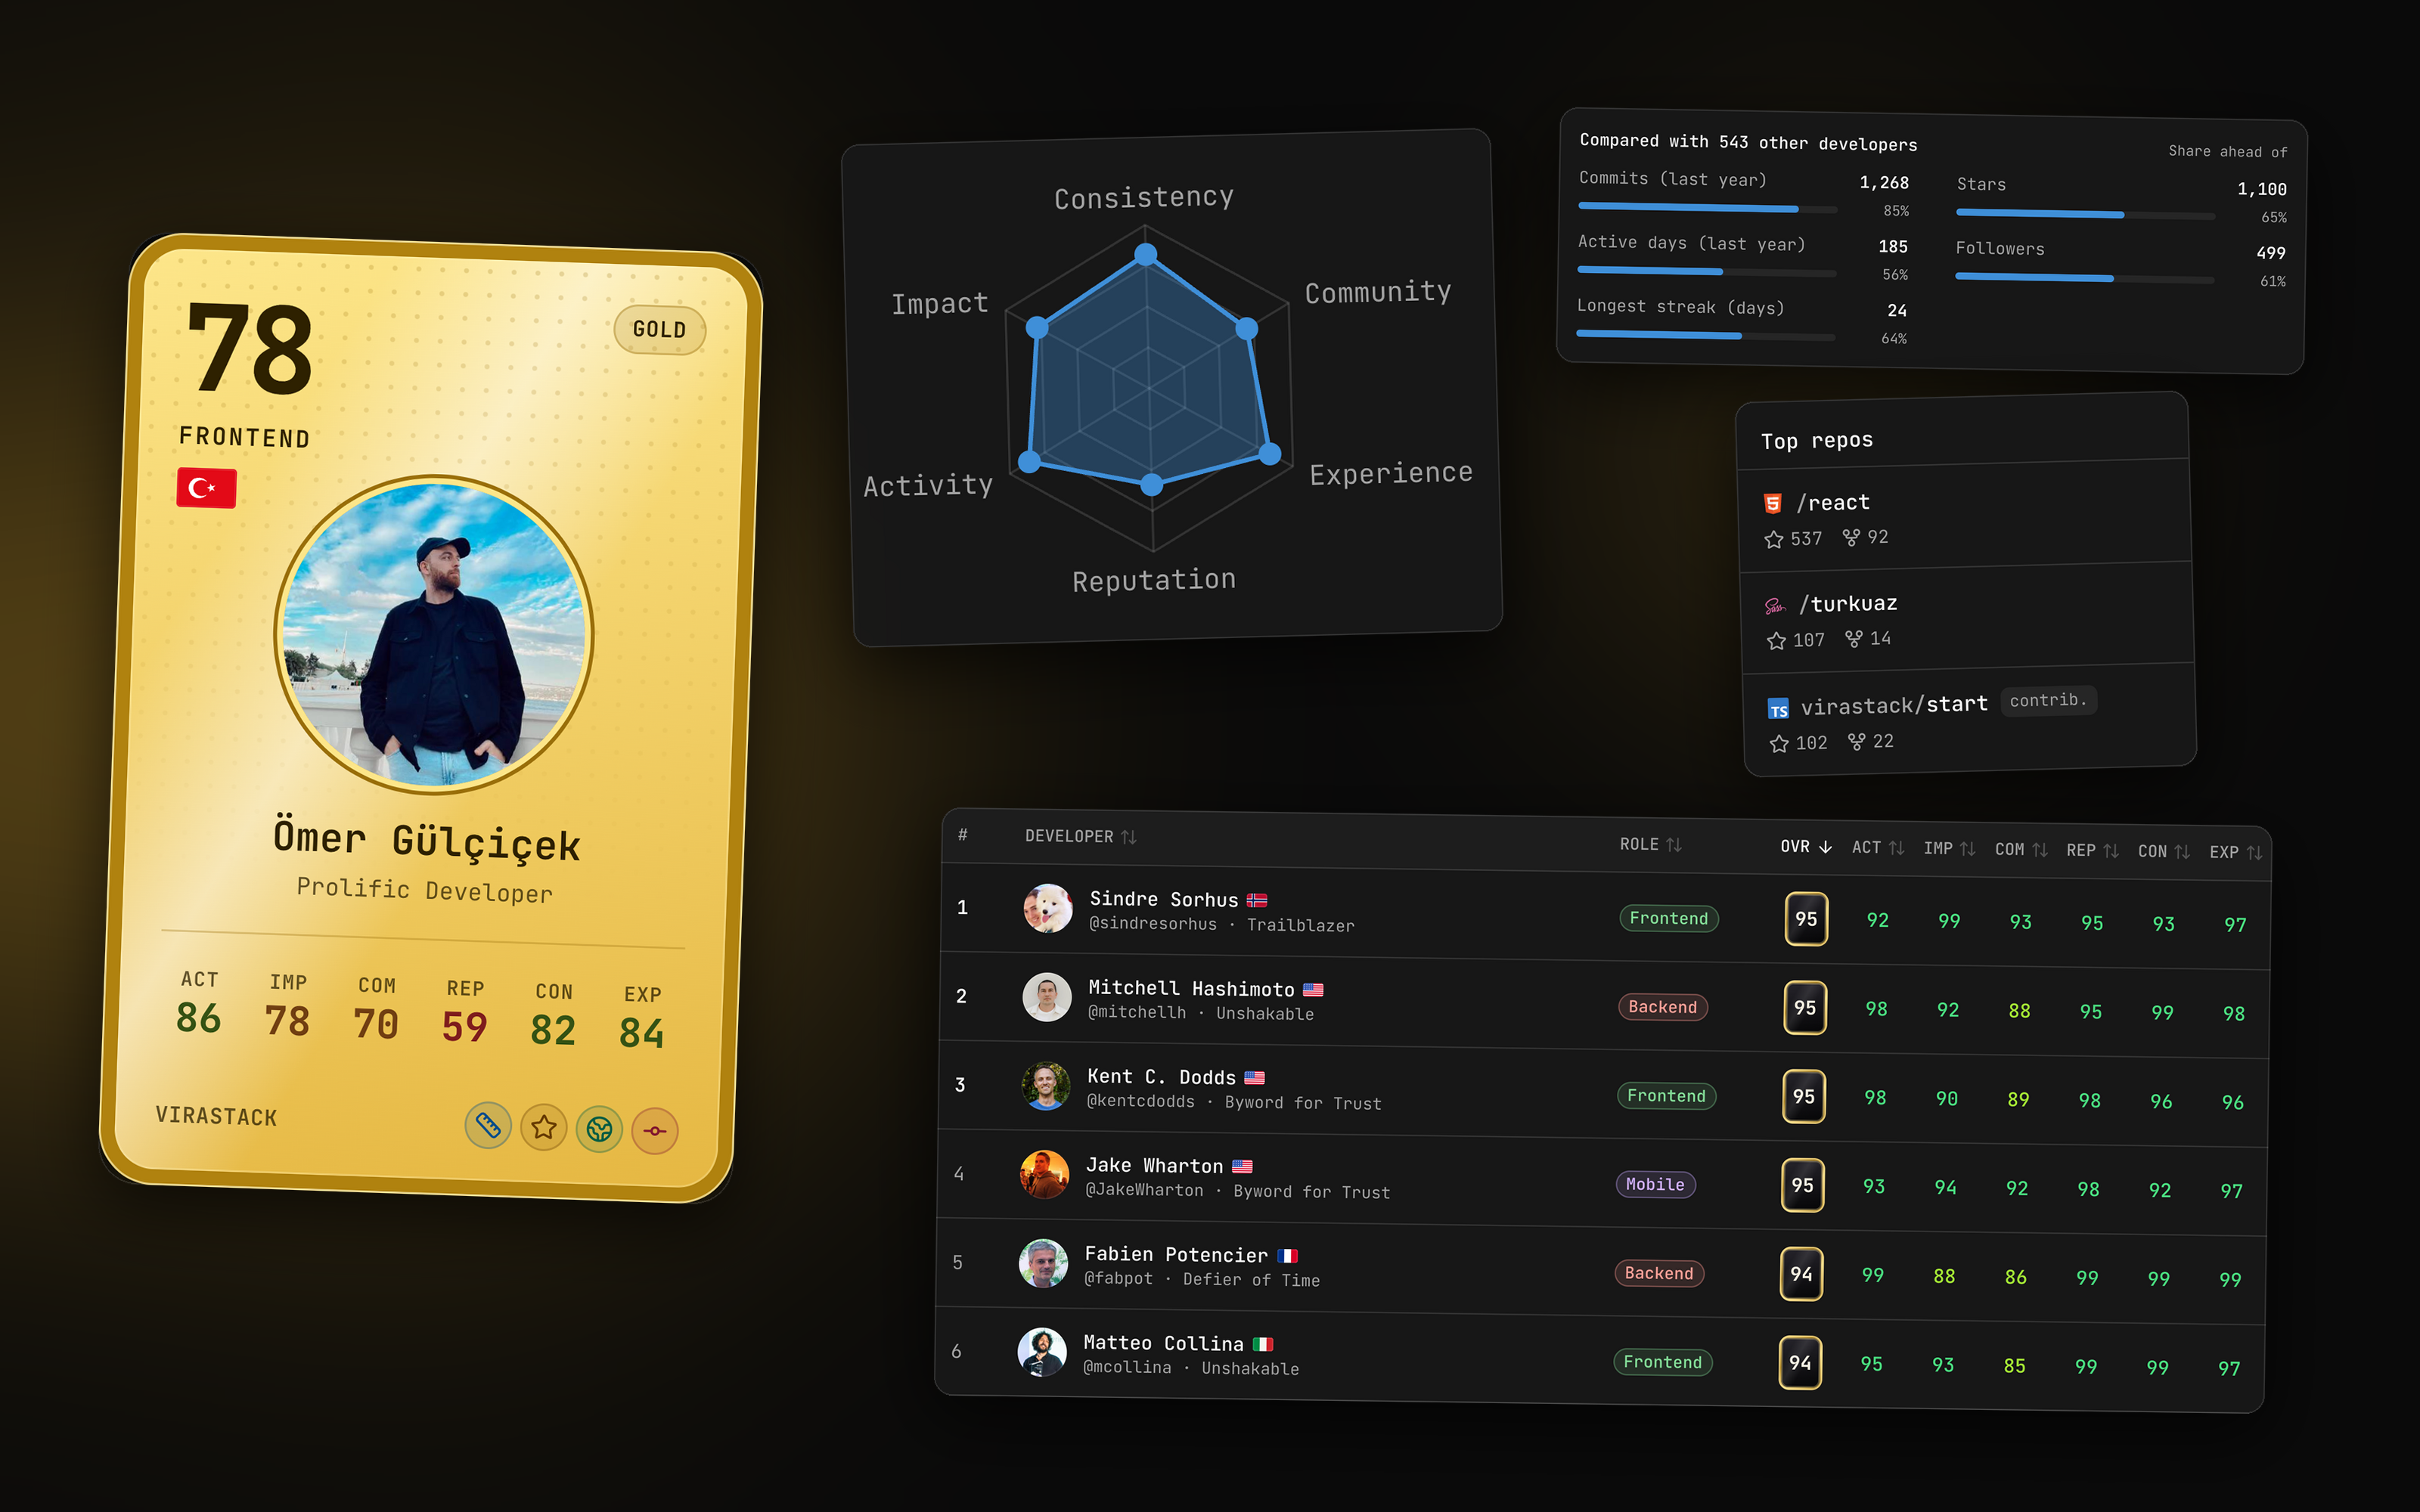 78
GOLD
FRONTEND
Ömer Gülçiçek
Prolific Developer
ACT IMP COM REP CON EXP
86 78 70 59 82 84
VIRASTACK
Consistency
Impact
Community
Activity
Experience
Reputation
Compared with 543 other developers
Share ahead of
Commits (last year) 1,268
85%
Active days (last year) 185
56%
Longest streak (days) 24
64%
Stars 1,100
65%
Followers 499
61%
Top repos
/react
537 92
Sass /turkuaz
107 14
TS virastack/start contrib.
102 22
# DEVELOPER ROLE OVR ACT IMP COM REP CON EXP
1 Sindre Sorhus Frontend 95 92 99 93 95 93 97
@sindresorhus · Trailblazer
2 Mitchell Hashimoto Backend 95 98 92 88 95 99 98
@mitchellh · Unshakable
3 Kent C. Dodds Frontend 95 98 90 89 98 96 96
@kentcdodds · Byword for Trust
4 Jake Wharton Mobile 95 93 94 92 98 92 97
@JakeWharton · Byword for Trust
5 Fabien Potencier Backend 94 99 88 86 99 99 99
@fabpot · Defier of Time
6 Matteo Collina Frontend 94 95 93 85 99 99 97
@mcollina · Unshakable